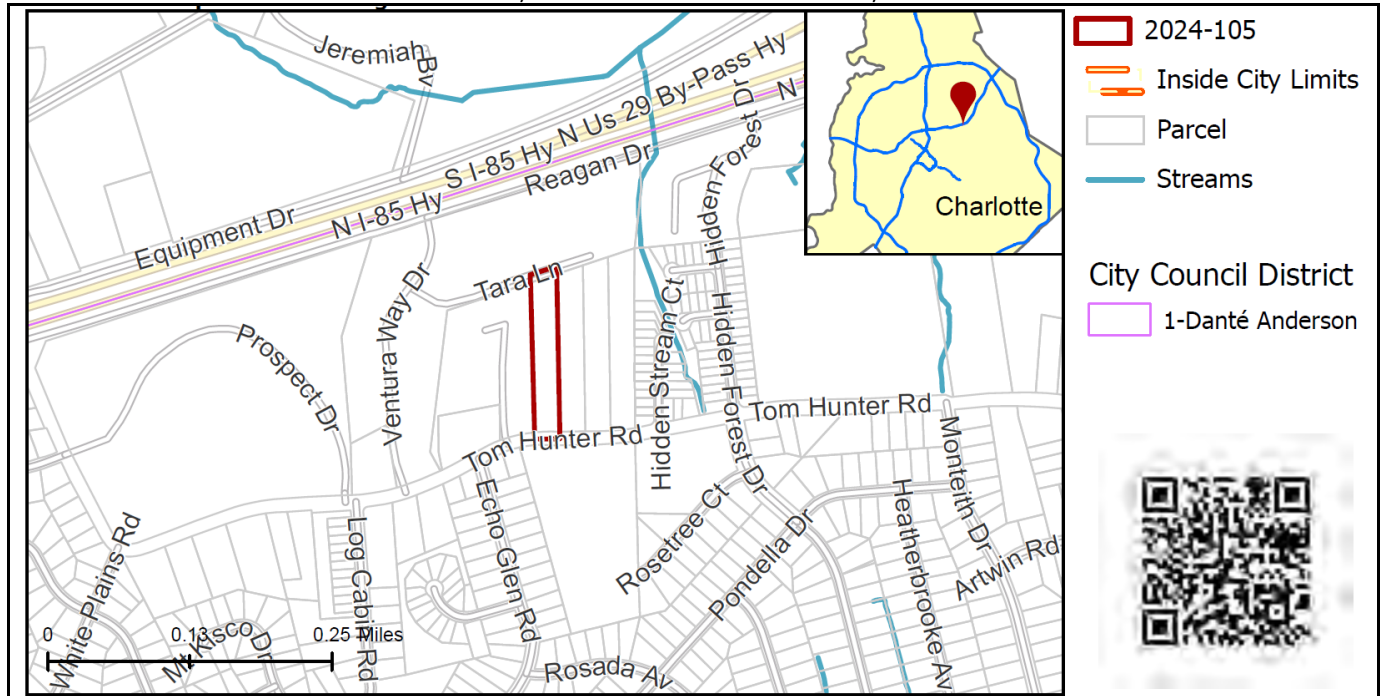 Jeremiah Bv
S I-85 Hy
N Us 29 By-Pass Hy
N
Reagan Dr
N I-85 Hy
Equipment Dr
Hidden Forest Dr
Tara Ln
Ventura Way Dr
Prospect Dr
Hidden Stream Ct
Hidden Forest Dr
Tom Hunter Rd
Tom Hunter Rd
Echo Glen Rd
Log Cabin Rd
White Plains Rd
Mt Kisco Dr
Rosetree Ct
Pondella Dr
Heatherbrooke Av
Monteith Dr
Artwin Rd
Rosada Av
0
0.13
0.25 Miles
Charlotte
2024-105
Inside City Limits
Parcel
Streams
City Council District
1-Danté Anderson